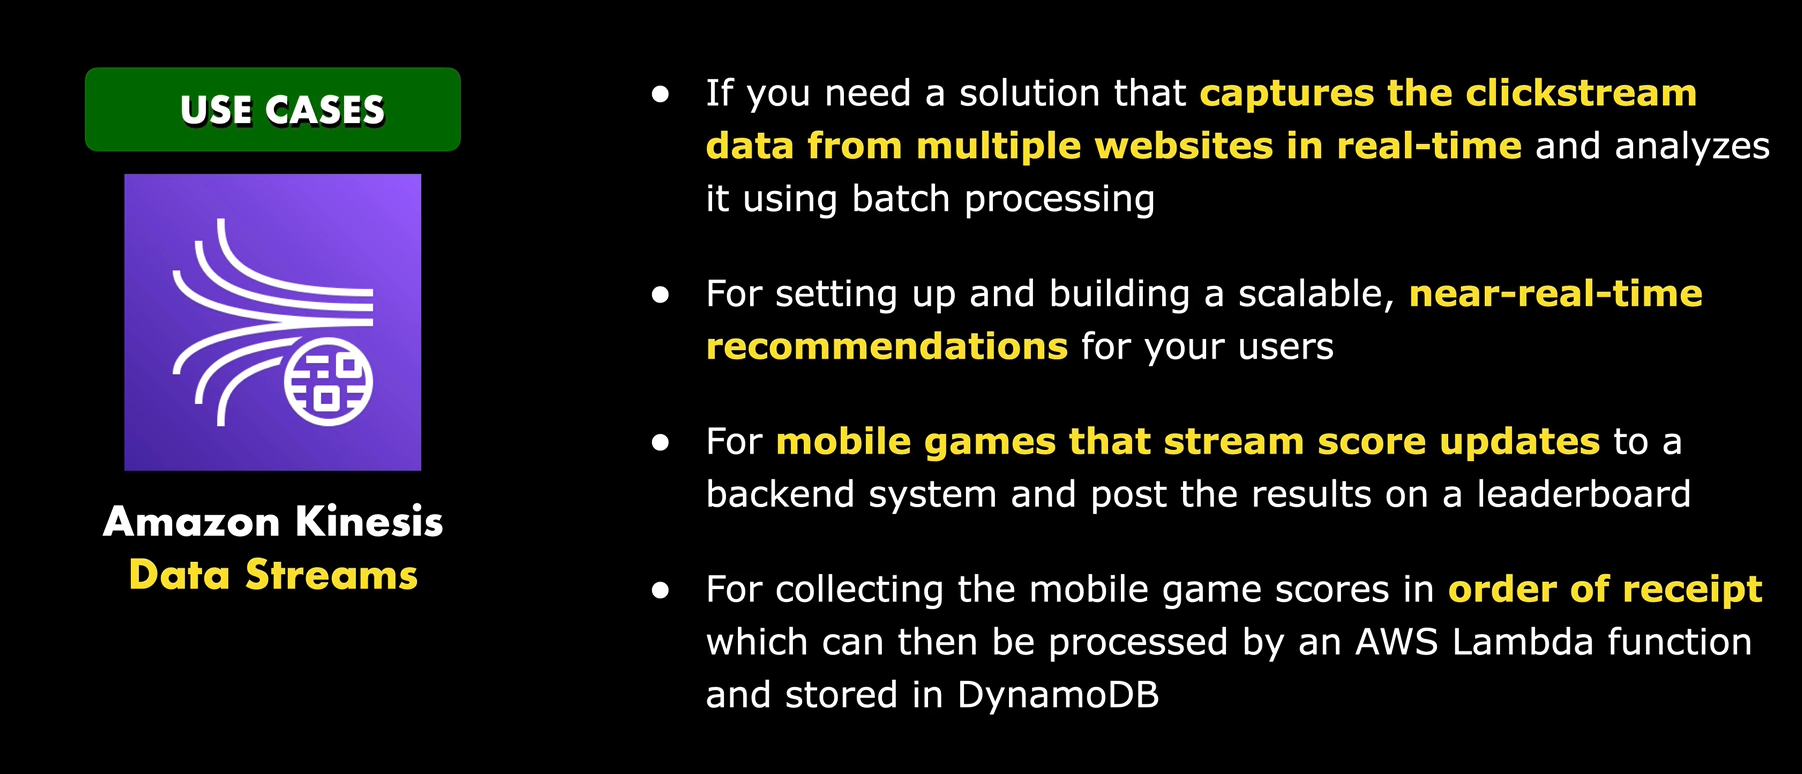 USE CASES
Amazon Kinesis
Data Streams
● If you need a solution that captures the clickstream
data from multiple websites in real-time and analyzes
it using batch processing
● For setting up and building a scalable, near-real-time
recommendations for your users
● For mobile games that stream score updates to a
backend system and post the results on a leaderboard
● For collecting the mobile game scores in order of receipt
which can then be processed by an AWS Lambda function
and stored in DynamoDB